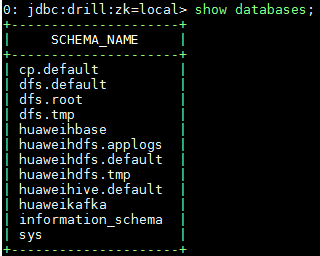 0: jdbc:drill:zk=local> show databases;
+---------------------+
| SCHEMA_NAME |
+---------------------+
| cp.default |
| dfs.default |
| dfs.root |
| dfs.tmp |
| huaweihbase |
| huaweihdfs.applogs |
| huaweihdfs.default |
| huaweihdfs.tmp |
| huaweihive.default |
| huaweikafka |
| information_schema |
| sys |
+---------------------+